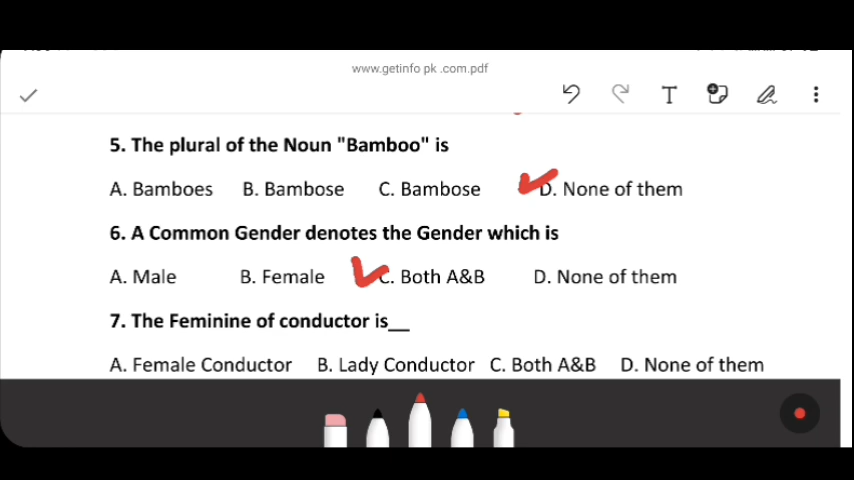 www.getinfo pk .com.pdf
T
5. The plural of the Noun "Bamboo" is
A. Bamboes B. Bambose C. Bambose D. None of them
6. A Common Gender denotes the Gender which is
A. Male B. Female C. Both A&B D. None of them
7. The Feminine of conductor is__
A. Female Conductor B. Lady Conductor C. Both A&B D. None of them